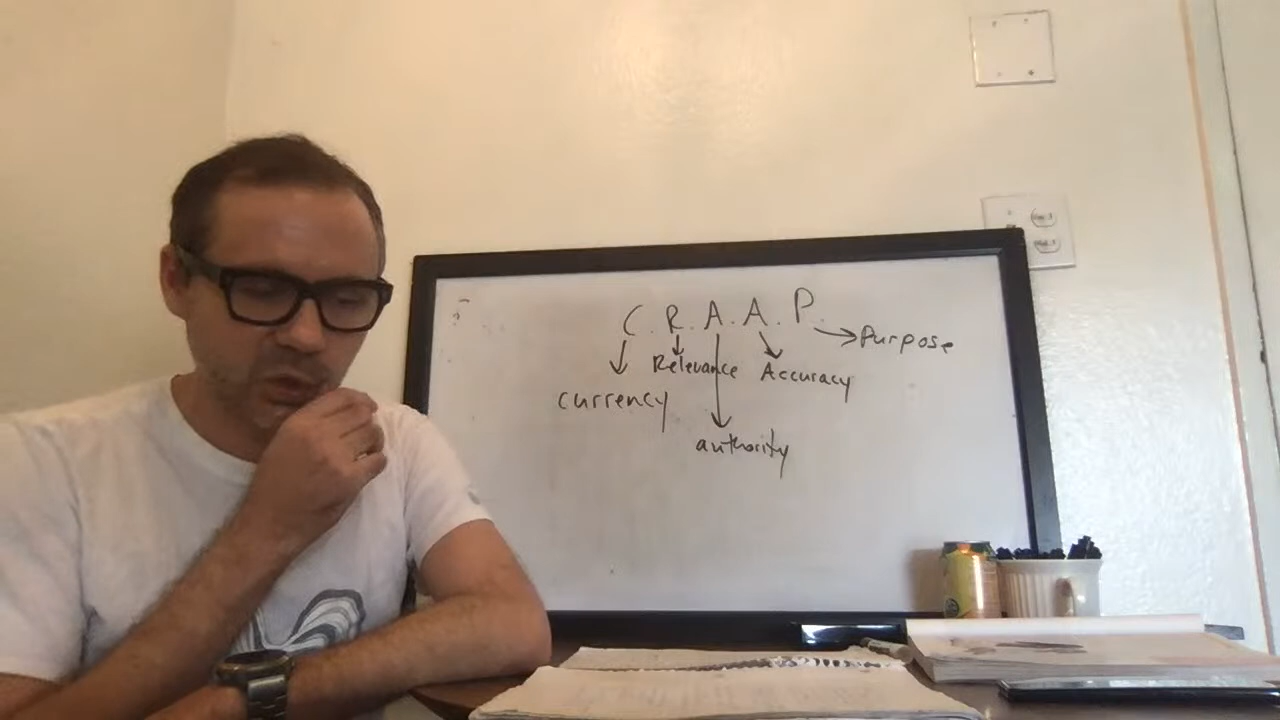 C. R. A. A. P.
Purpose
Relevance Accuracy
currency
authority